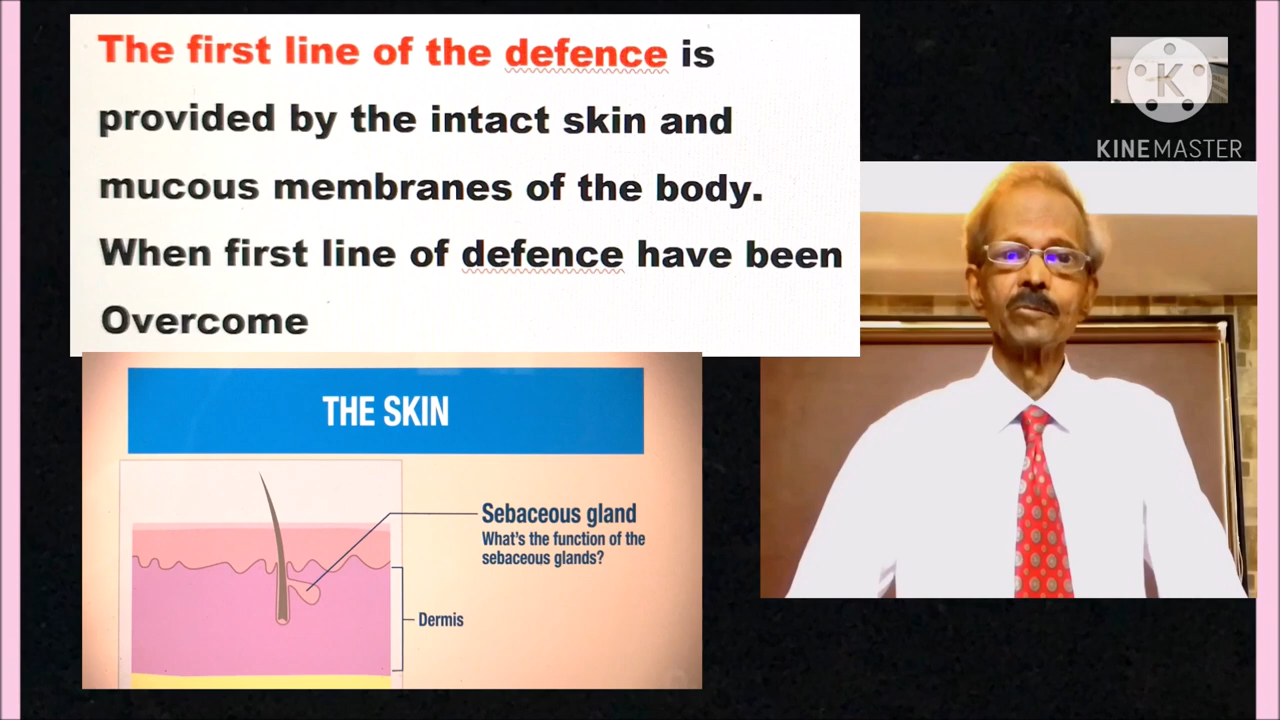 The first line of the defence is
provided by the intact skin and
mucous membranes of the body.
When first line of defence have been
Overcome
K
KINEMASTER
THE SKIN
Sebaceous gland
What's the function of the
sebaceous glands?
Dermis